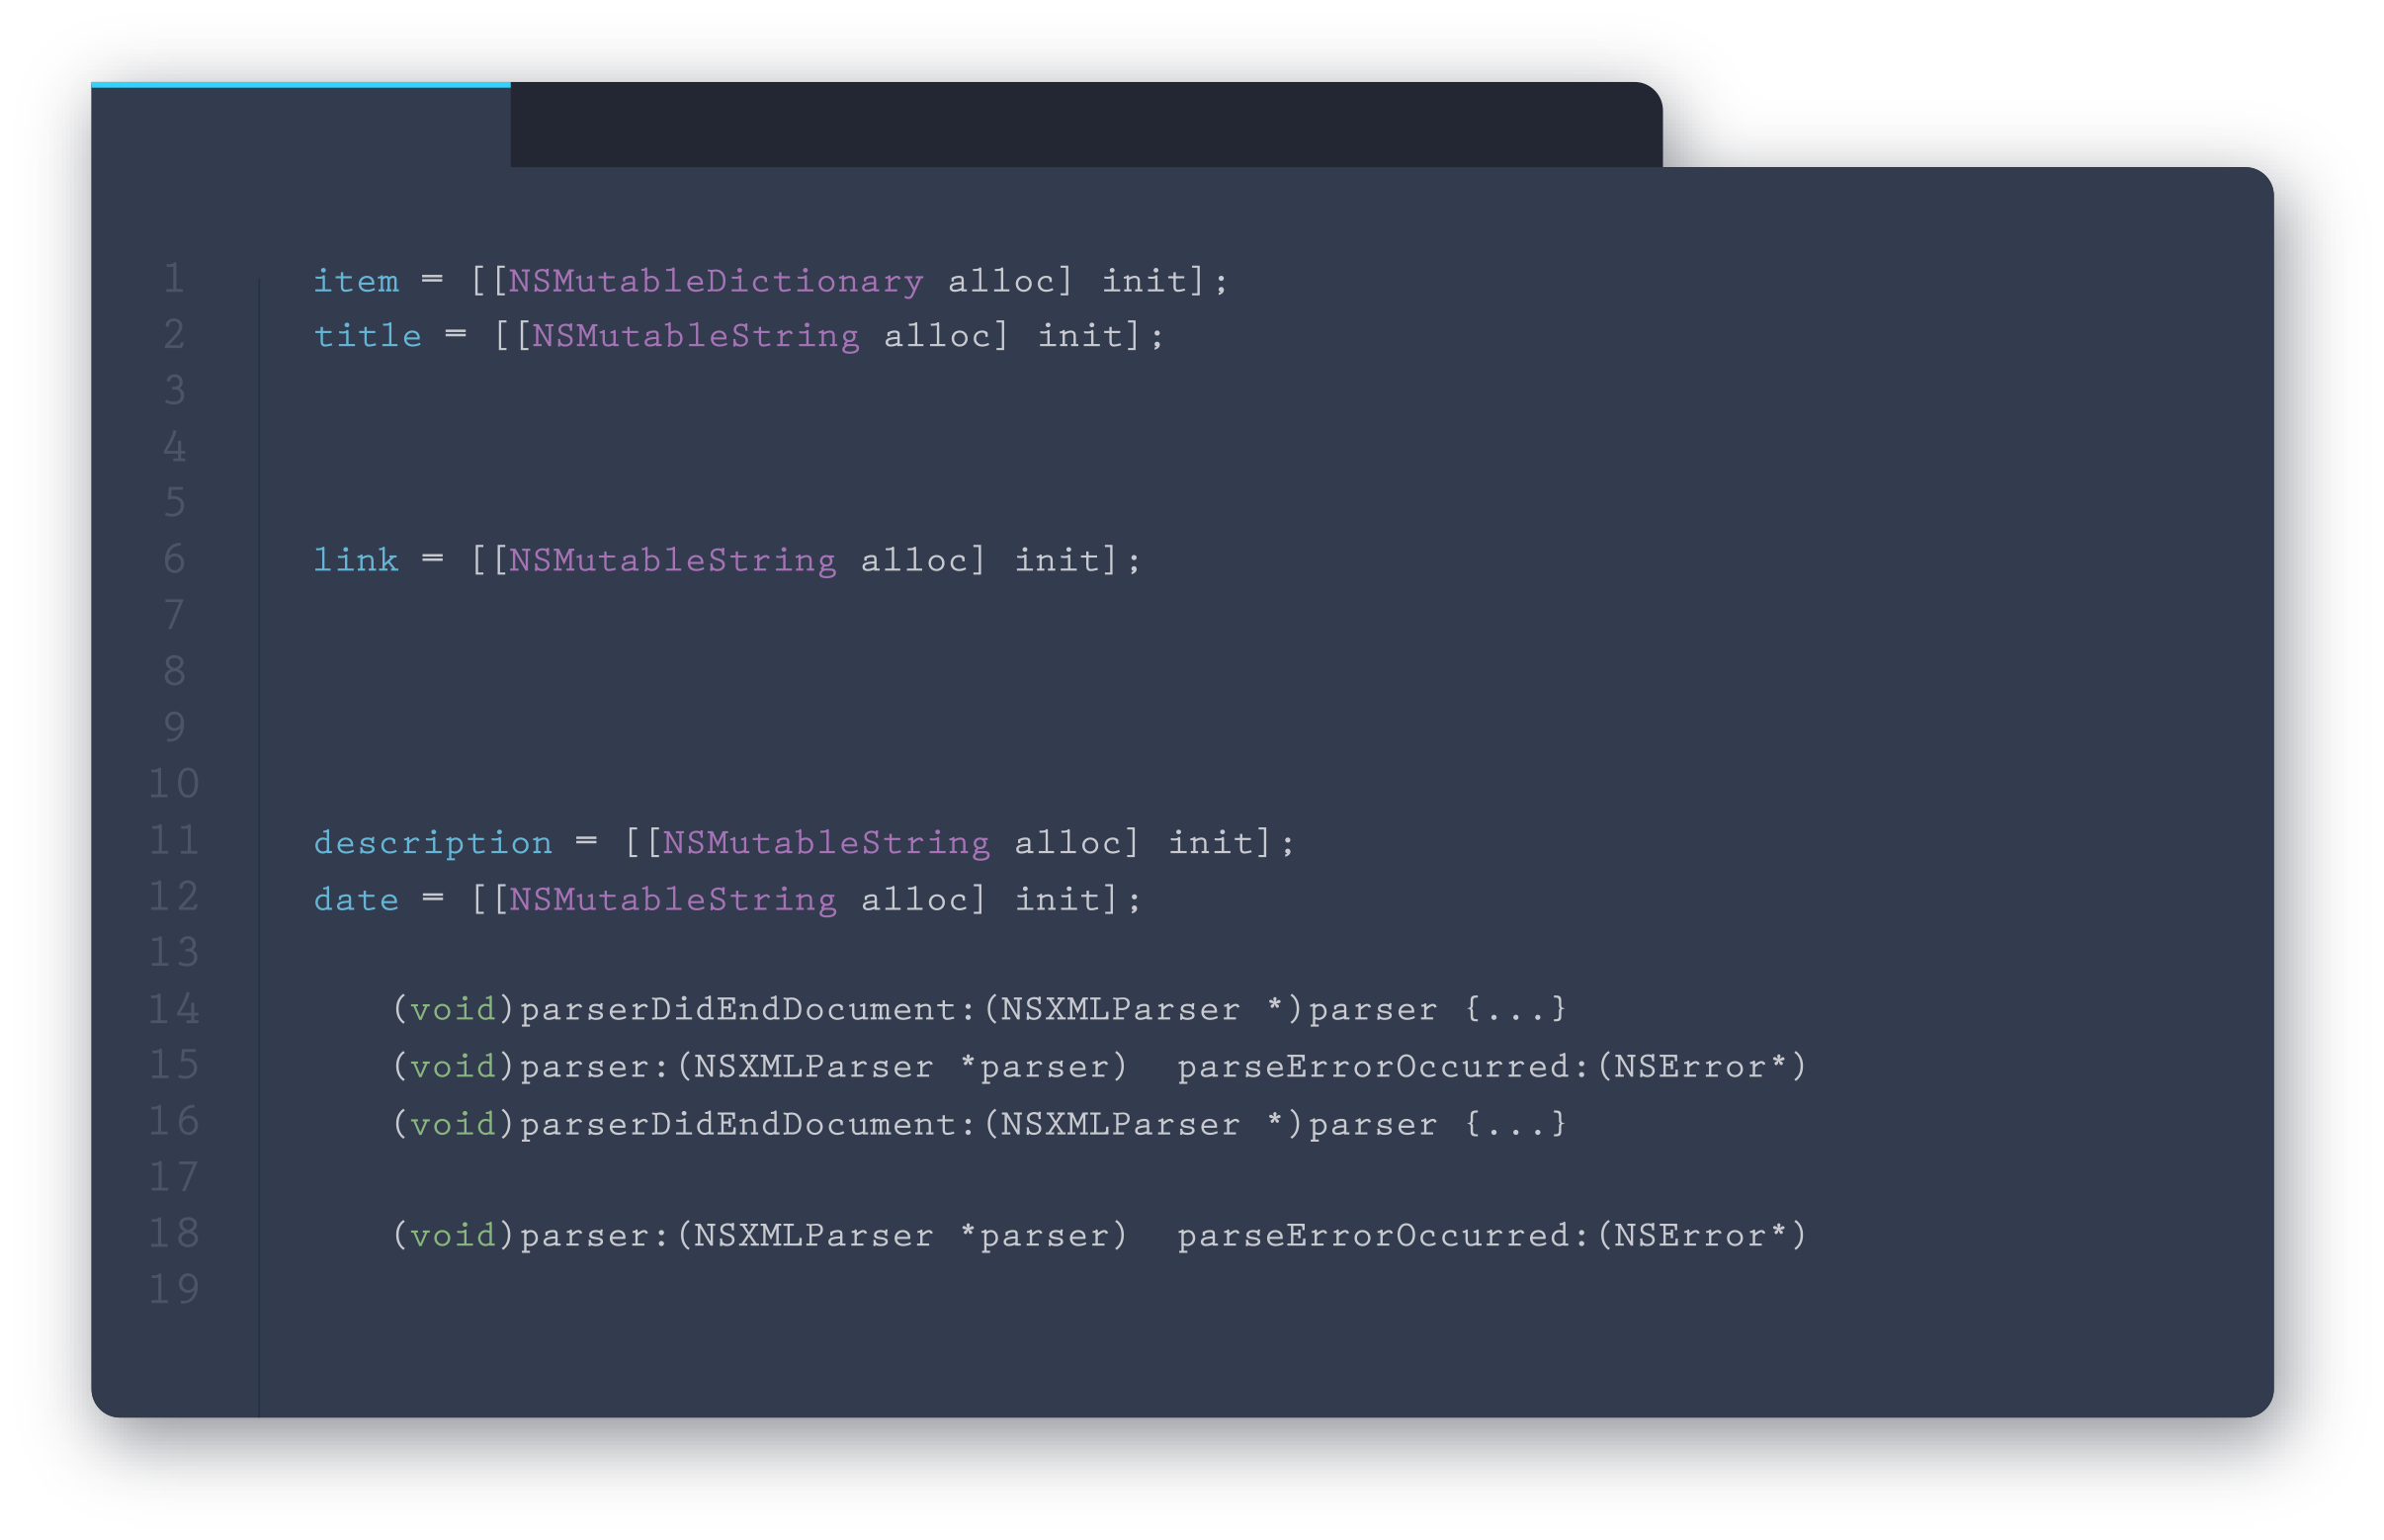 1 item = [[NSMutableDictionary alloc] init];
2 title = [[NSMutableString alloc] init];
3
4
5
6 link = [[NSMutableString alloc] init];
7
8
9
10
11 description = [[NSMutableString alloc] init];
12 date = [[NSMutableString alloc] init];
13
14 (void)parserDidEndDocument:(NSXMLParser *)parser {...}
15 (void)parser:(NSXMLParser *parser) parseErrorOccurred:(NSError*)
16 (void)parserDidEndDocument:(NSXMLParser *)parser {...}
17
18 (void)parser:(NSXMLParser *parser) parseErrorOccurred:(NSError*)
19